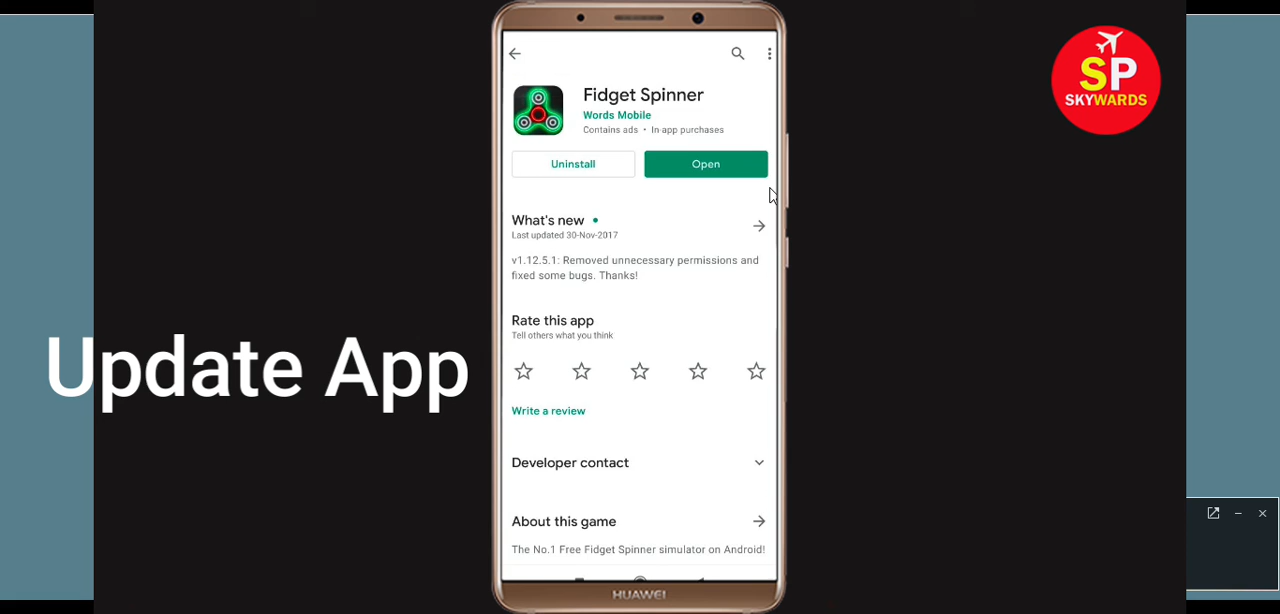 SP
SKYWARDS
Fidget Spinner
Words Mobile
Contains ads • In-app purchases
Uninstall
Open
What's new
Last updated 30-Nov-2017
v1.12.5.1: Removed unnecessary permissions and
fixed some bugs. Thanks!
Rate this app
Tell others what you think
Update App
Write a review
Developer contact
About this game
The No.1 Free Fidget Spinner simulator on Android!
HUAWEI